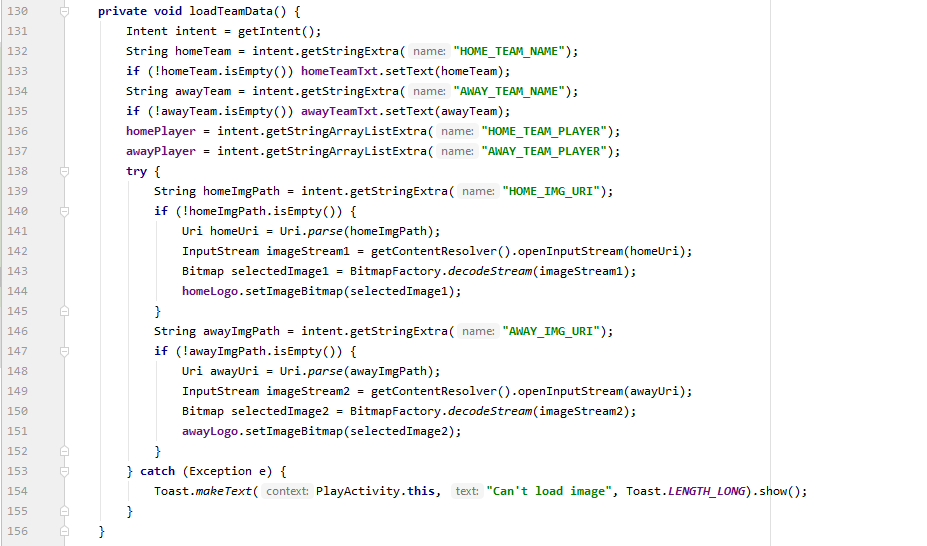 130 private void loadTeamData() {
131 Intent intent = getIntent();
132 String homeTeam = intent.getStringExtra( name: "HOME_TEAM_NAME");
133 if (!homeTeam.isEmpty()) homeTeamTxt.setText(homeTeam);
134 String awayTeam = intent.getStringExtra( name: "AWAY_TEAM_NAME");
135 if (!awayTeam.isEmpty()) awayTeamTxt.setText(awayTeam);
136 homePlayer = intent.getStringArrayListExtra( name: "HOME_TEAM_PLAYER");
137 awayPlayer = intent.getStringArrayListExtra( name: "AWAY_TEAM_PLAYER");
138 try {
139 String homeImgPath = intent.getStringExtra( name: "HOME_IMG_URI");
140 if (!homeImgPath.isEmpty()) {
141 Uri homeUri = Uri.parse(homeImgPath);
142 InputStream imageStream1 = getContentResolver().openInputStream(homeUri);
143 Bitmap selectedImage1 = BitmapFactory.decodeStream(imageStream1);
144 homeLogo.setImageBitmap(selectedImage1);
145 }
146 String awayImgPath = intent.getStringExtra( name: "AWAY_IMG_URI");
147 if (!awayImgPath.isEmpty()) {
148 Uri awayUri = Uri.parse(awayImgPath);
149 InputStream imageStream2 = getContentResolver().openInputStream(awayUri);
150 Bitmap selectedImage2 = BitmapFactory.decodeStream(imageStream2);
151 awayLogo.setImageBitmap(selectedImage2);
152 }
153 } catch (Exception e) {
154 Toast.makeText( context: PlayActivity.this, text: "Can't load image", Toast.LENGTH_LONG).show();
155 }
156 }